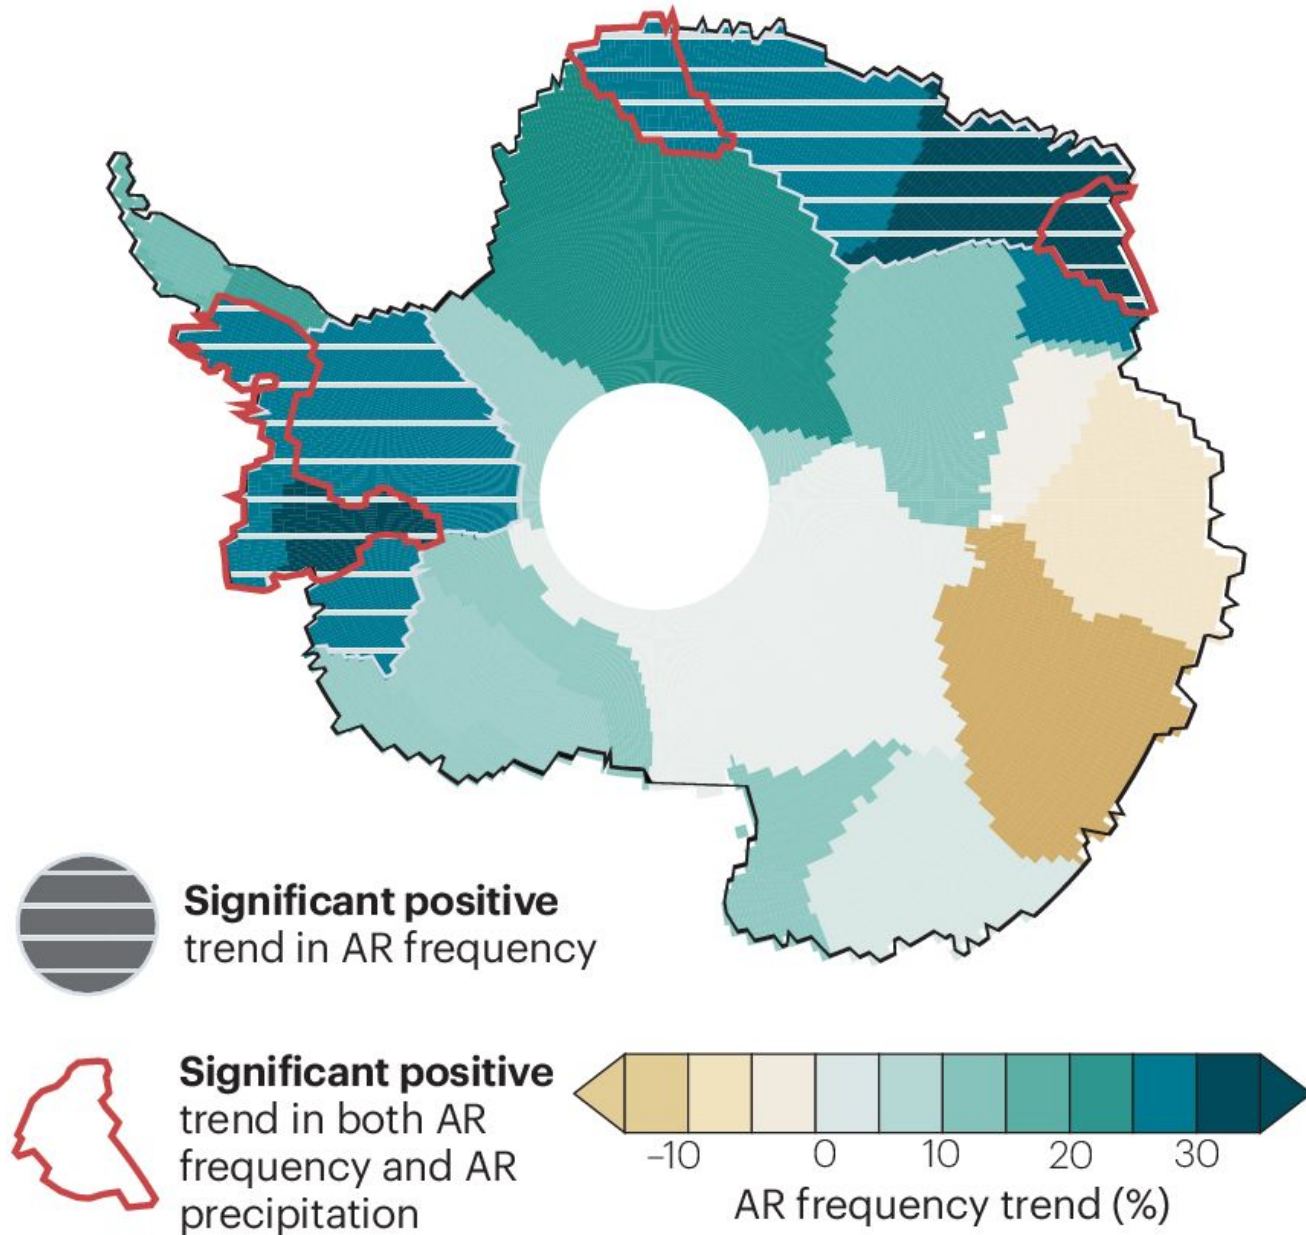 Significant positive
trend in AR frequency
Significant positive
trend in both AR
frequency and AR
precipitation
–10 0 10 20 30
AR frequency trend (%)